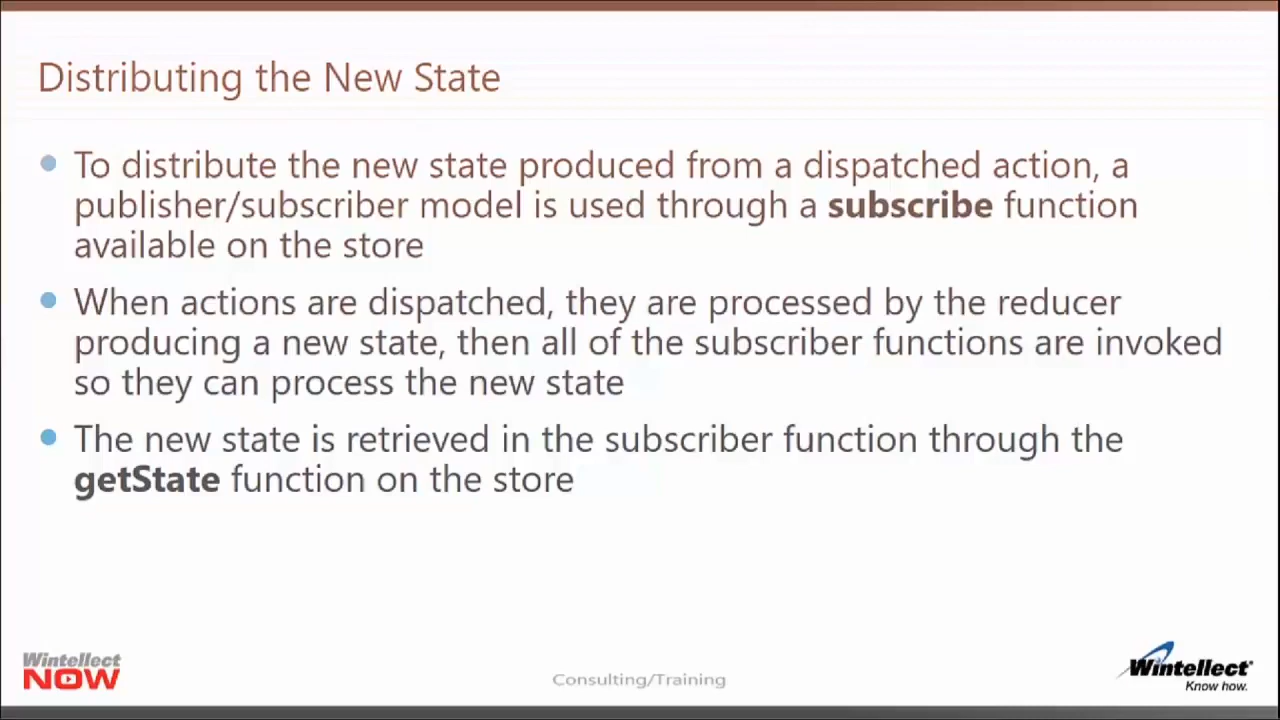 Distributing the New State
To distribute the new state produced from a dispatched action, a
publisher/subscriber model is used through a subscribe function
available on the store
When actions are dispatched, they are processed by the reducer
producing a new state, then all of the subscriber functions are invoked
so they can process the new state
The new state is retrieved in the subscriber function through the
getState function on the store
Wintellect
NOW
Consulting/Training
Wintellect
Know how.